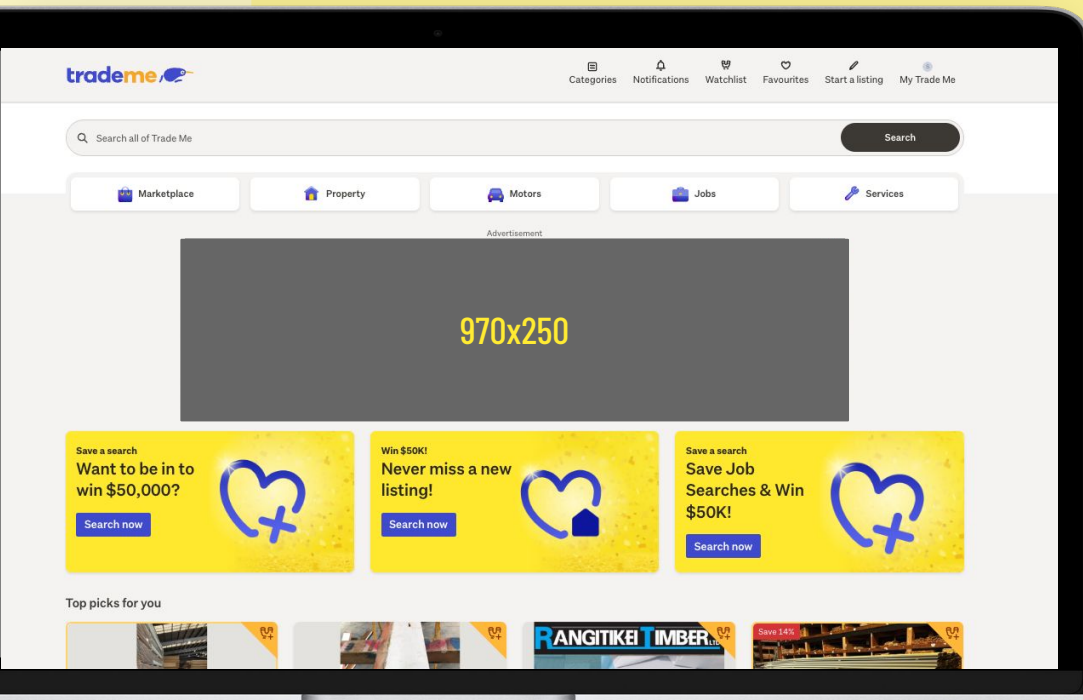 trademe
Categories
Notifications
Watchlist
Favourites
Start a listing
My Trade Me
Search all of Trade Me
Search
Marketplace
Property
Motors
Jobs
Services
Advertisement
970x250
Save a search
Want to be in to
win $50,000?
Search now
Win $50K!
Never miss a new
listing!
Search now
Save a search
Save Job
Searches & Win
$50K!
Search now
Top picks for you
RANGITIKEI TIMBER
Save 14%